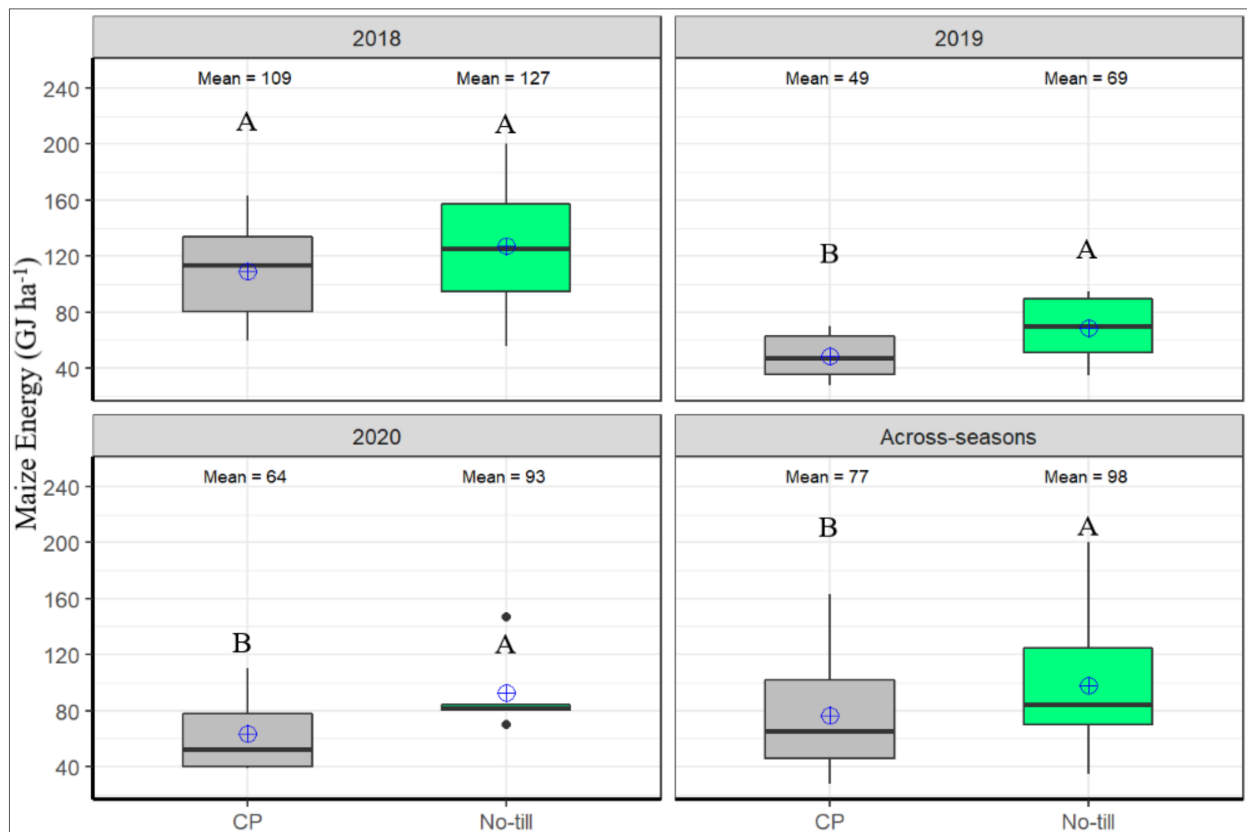 2018
2019
Mean = 109
Mean = 127
Mean = 49
Mean = 69
240
200
160
120
80
40
A
A
B
A
Maize Energy (GJ ha⁻¹)
2020
Across-seasons
Mean = 64
Mean = 93
Mean = 77
Mean = 98
240
200
160
120
80
40
B
A
B
A
CP
No-till
CP
No-till